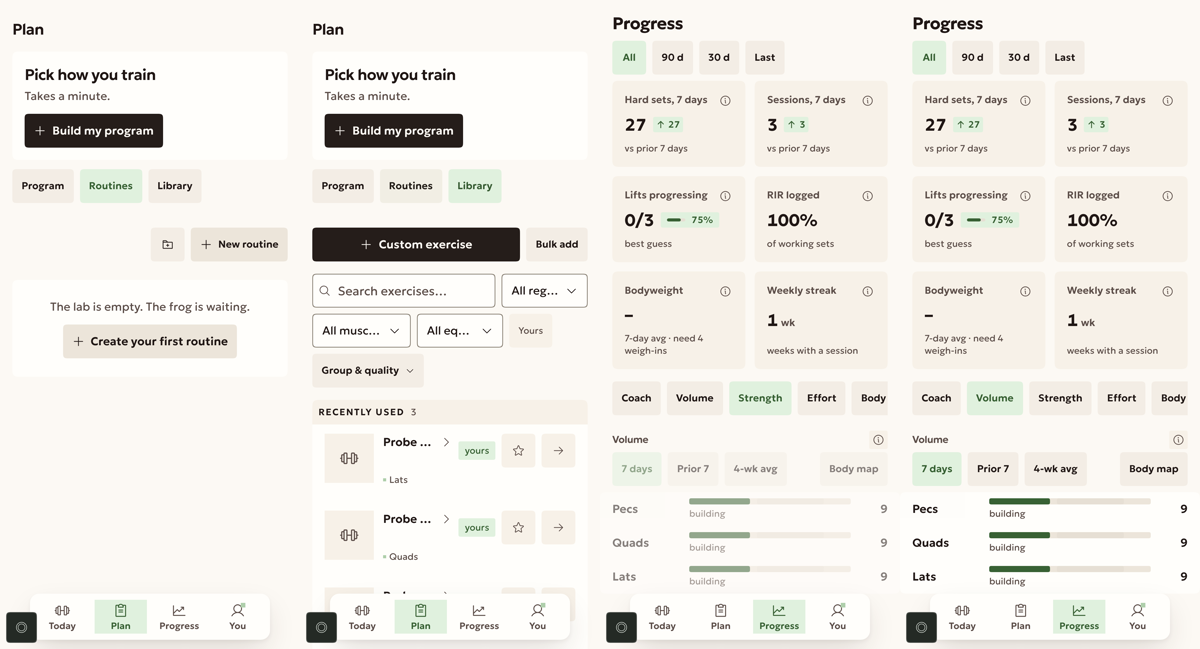 Plan
Pick how you train
Takes a minute.
+ Build my program
Program Routines Library
+ New routine
The lab is empty. The frog is waiting.
+ Create your first routine
Today Plan Progress You
Plan
Pick how you train
Takes a minute.
+ Build my program
Program Routines Library
+ Custom exercise Bulk add
Search exercises... All reg...
All musc... All eq... Yours
Group & quality
RECENTLY USED 3
Probe ... yours
Lats
Probe ... yours
Quads
Today Plan Progress You
Progress
All 90 d 30 d Last
Hard sets, 7 days Sessions, 7 days
27 ↑ 27 3 ↑ 3
vs prior 7 days vs prior 7 days
Lifts progressing RIR logged
0/3 75% 100%
best guess of working sets
Bodyweight Weekly streak
– 1 wk
7-day avg · need 4
weigh-ins weeks with a session
Coach Volume Strength Effort Body
Volume
7 days Prior 7 4-wk avg Body map
Pecs building 9
Quads building 9
Lats building 9
Today Plan Progress You
Progress
All 90 d 30 d Last
Hard sets, 7 days Sessions, 7 days
27 ↑ 27 3 ↑ 3
vs prior 7 days vs prior 7 days
Lifts progressing RIR logged
0/3 75% 100%
best guess of working sets
Bodyweight Weekly streak
– 1 wk
7-day avg · need 4
weigh-ins weeks with a session
Coach Volume Strength Effort Body
Volume
7 days Prior 7 4-wk avg Body map
Pecs building 9
Quads building 9
Lats building 9
Today Plan Progress You